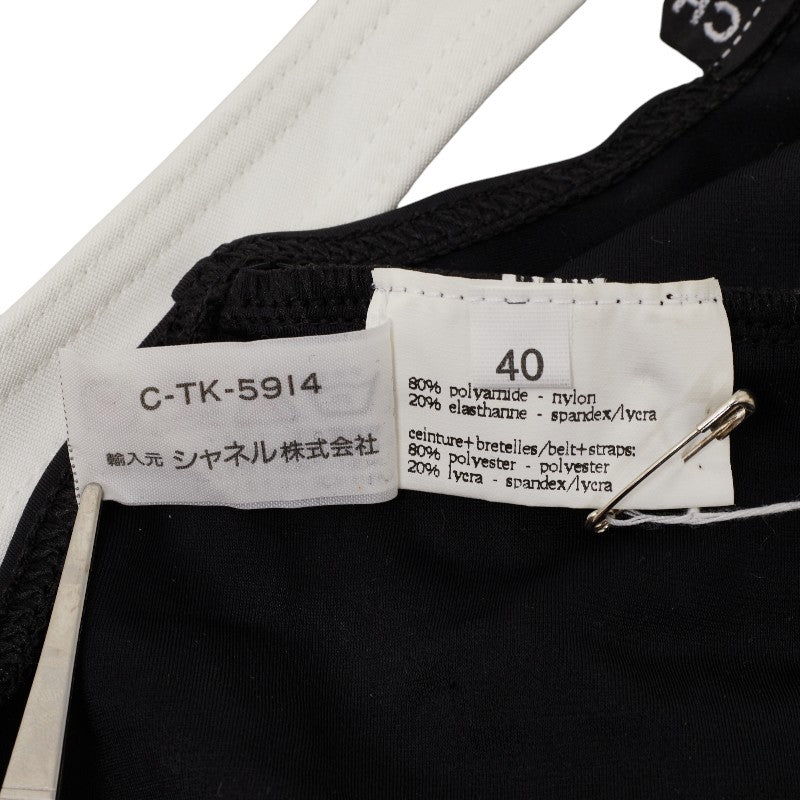 C-TK-5914
輸入元 シャネル株式会社
40
80% polyamide - nylon
20% elasthanne - spandex/lycra
ceinture+bretelles/belt+straps:
80% polyester - polyester
20% lycra - spandex/lycra